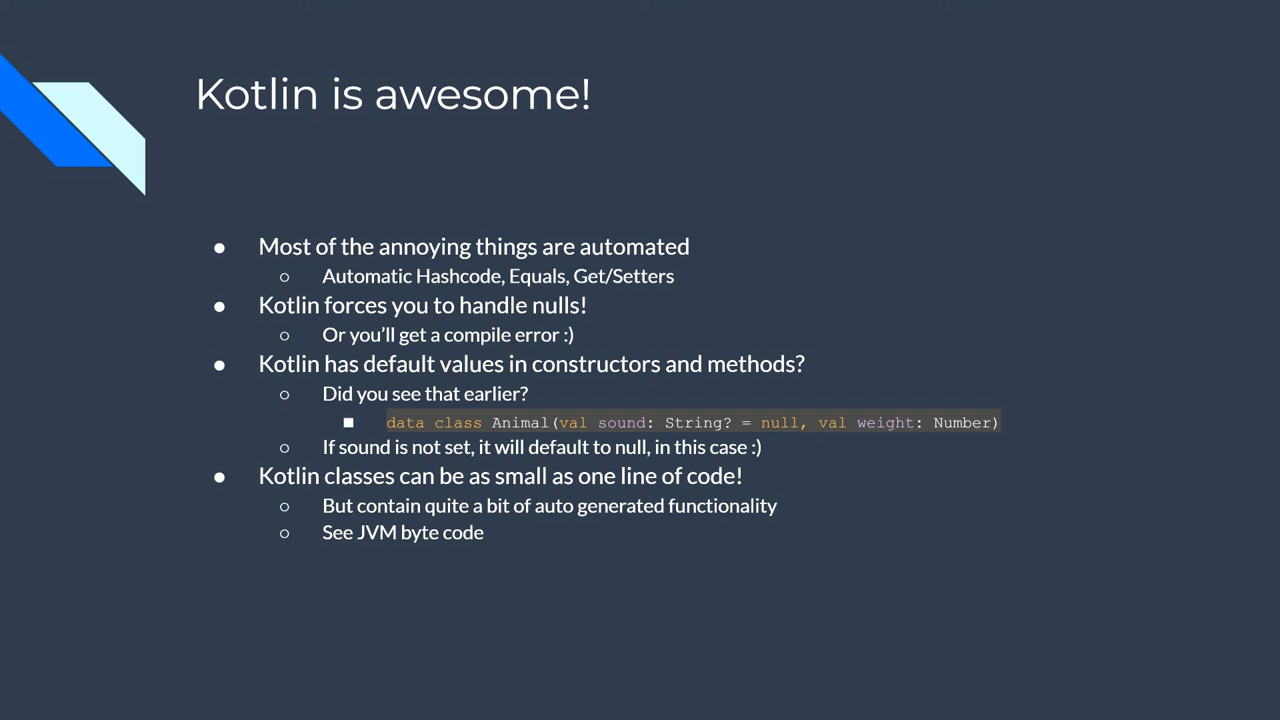 Kotlin is awesome!
● Most of the annoying things are automated
○ Automatic Hashcode, Equals, Get/Setters
● Kotlin forces you to handle nulls!
○ Or you'll get a compile error :)
● Kotlin has default values in constructors and methods?
○ Did you see that earlier?
■ data class Animal(val sound: String? = null, val weight: Number)
○ If sound is not set, it will default to null, in this case :)
● Kotlin classes can be as small as one line of code!
○ But contain quite a bit of auto generated functionality
○ See JVM byte code